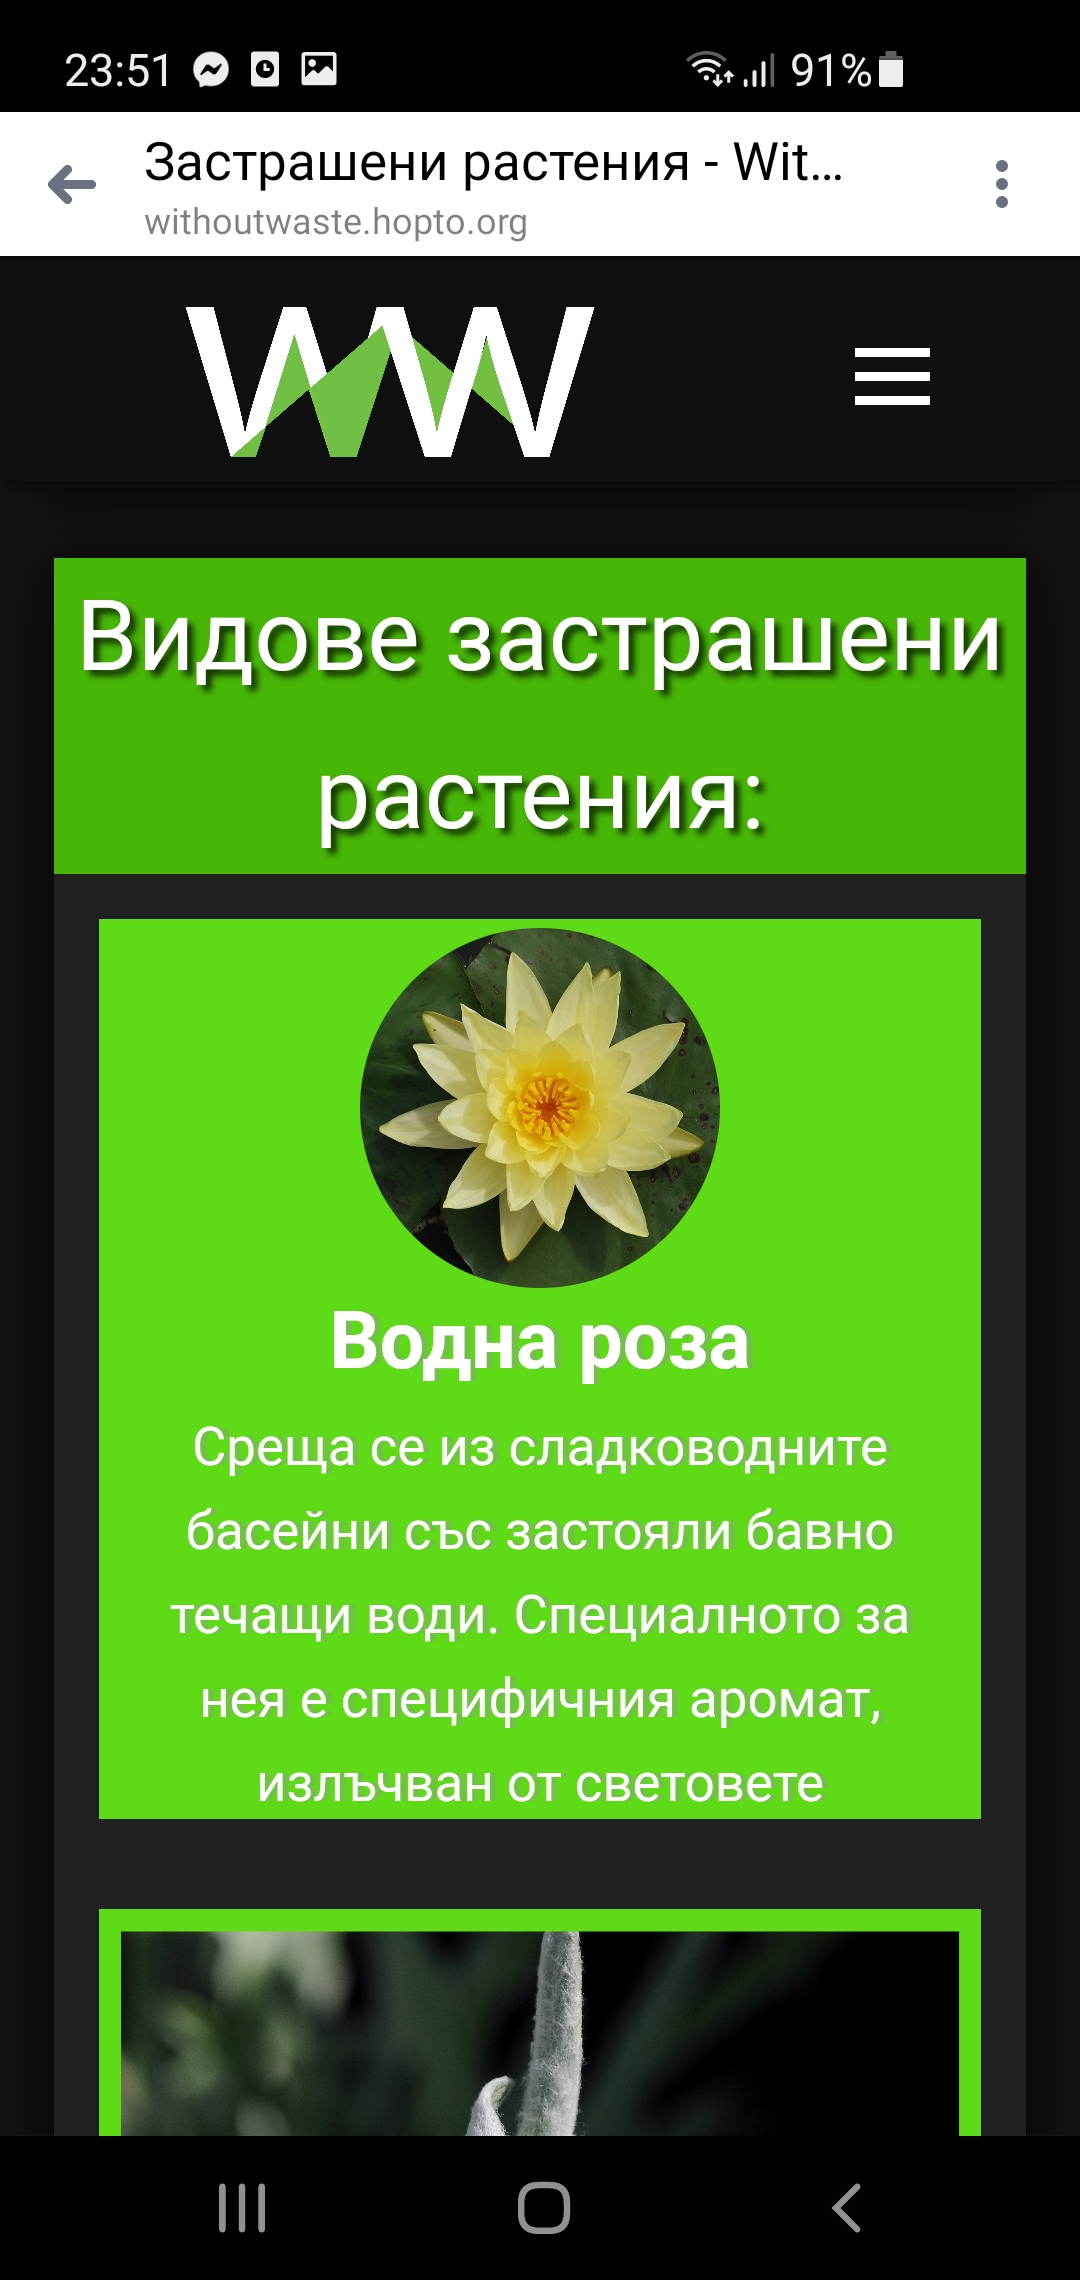 23:51
91%
Застрашени растения - Wit...
withoutwaste.hopto.org
WW
Видове застрашени
растения:
Водна роза
Среща се из сладководните
басейни със застояли бавно
течащи води. Специалното за
нея е специфичния аромат,
излъчван от световете